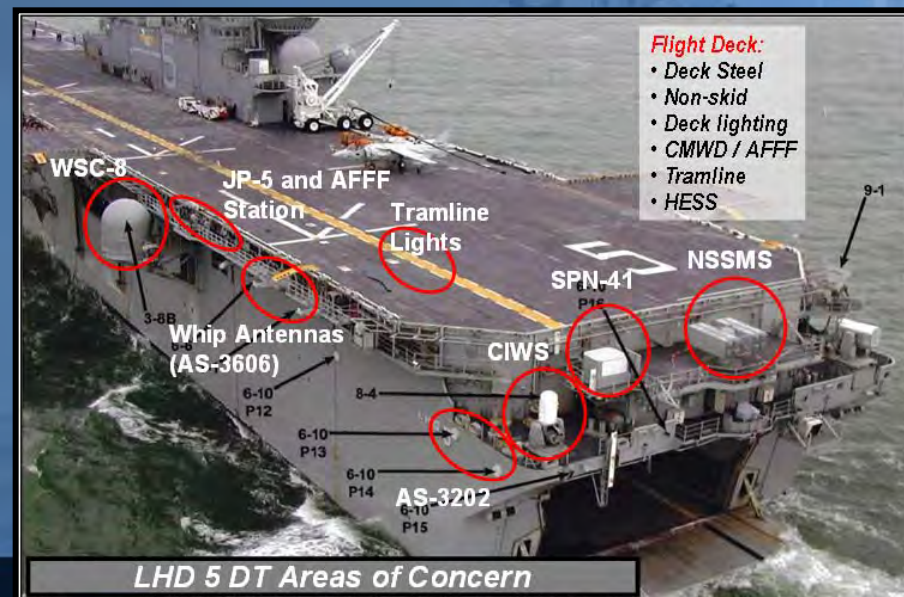 Flight Deck:
• Deck Steel
• Non-skid
• Deck lighting
• CMWD / AFFF
• Tramline
• HESS
WSC-8
JP-5 and AFFF
Station
Tramline
Lights
9-1
SPN-41
NSSMS
5
3-8B
Whip Antennas
(AS-3606)
CIWS
8-4
6-10
P12
6-10
P13
6-10
P14
AS-3202
6-10
P15
LHD 5 DT Areas of Concern